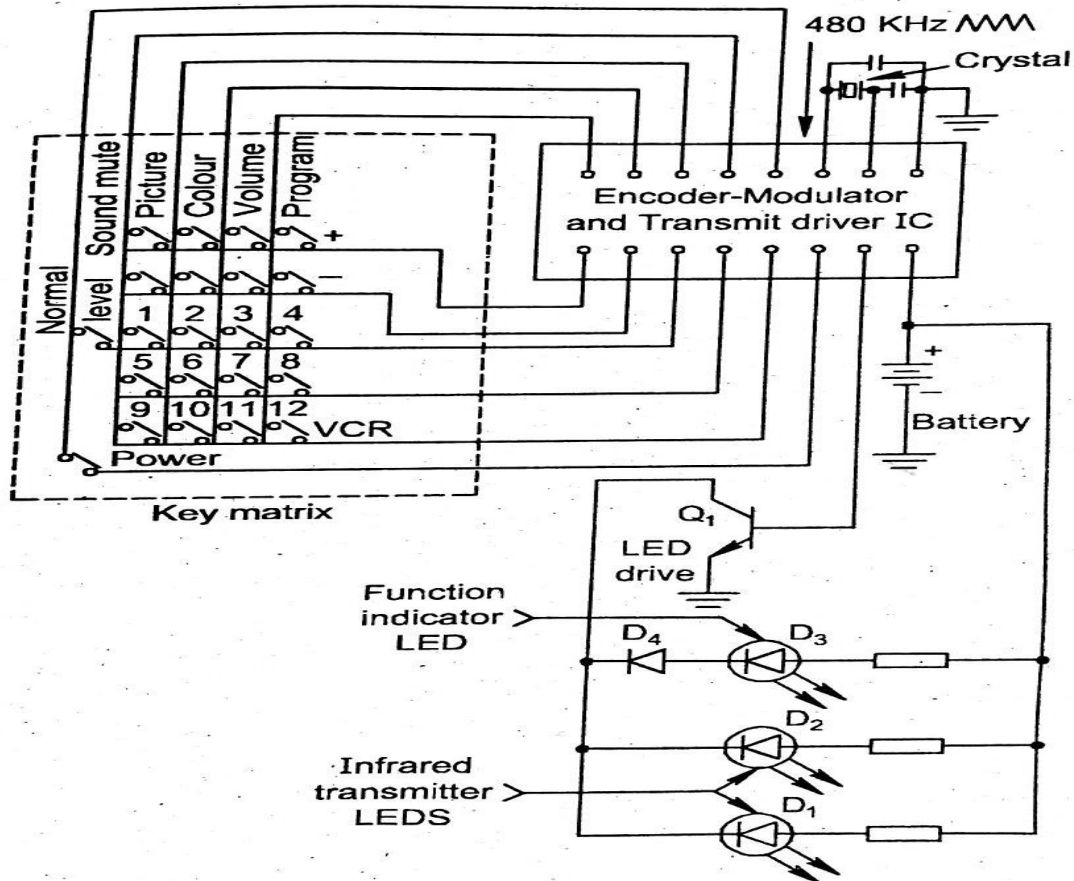 480 KHz
Crystal
Encoder-Modulator
and Transmit driver IC
Normal
Sound mute
level
Picture
Colour
Volume
Program
+
–
1 2 3 4
5 6 7 8
9 10 11 12
VCR
Power
Key matrix
+
–
Battery
Q1
LED
drive
Function
indicator
LED
D4
D3
D2
Infrared
transmitter
LEDS
D1